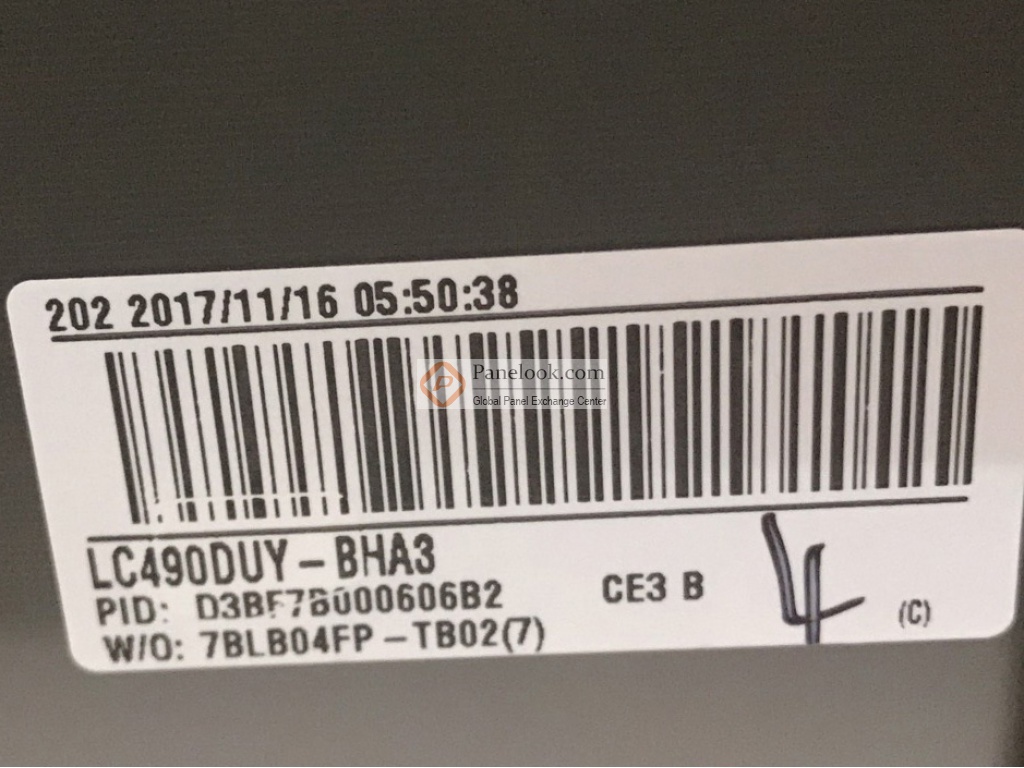 202 2017/11/16 05:50:38
Panelook.com
Global Panel Exchange Center
LC490DUY-BHA3
PID: D3BF7B000606B2
CE3 B
4
(C)
W/O: 7BLB04FP-TB02(7)